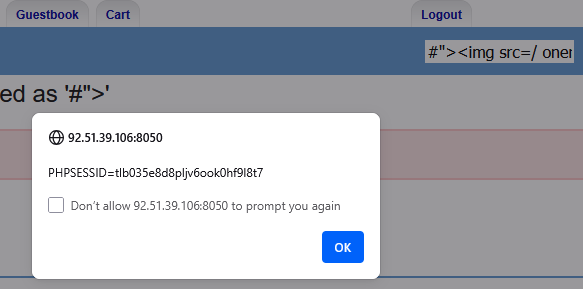 Guestbook Cart Logout
#"><img src=/ oner
ed as '#">'
92.51.39.106:8050
PHPSESSID=tlb035e8d8pljv6ook0hf9l8t7
Don't allow 92.51.39.106:8050 to prompt you again
OK